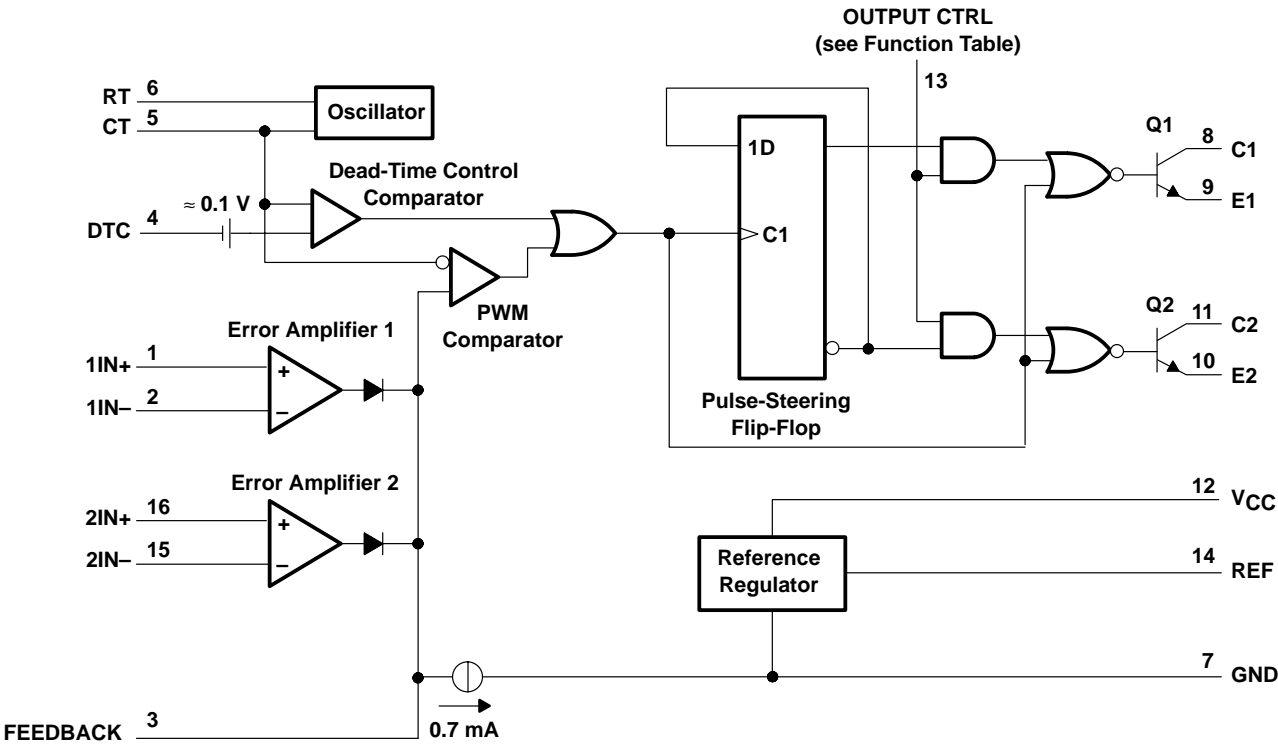 OUTPUT CTRL
(see Function Table)
13
RT 6
CT 5
Oscillator
Dead-Time Control
Comparator
≈ 0.1 V
DTC 4
PWM
Comparator
1D
C1
Pulse-Steering
Flip-Flop
Q1
8 C1
9 E1
Q2
11 C2
10 E2
Error Amplifier 1
1IN+ 1
1IN– 2
+
–
Error Amplifier 2
2IN+ 16
2IN– 15
+
–
12 VCC
Reference
Regulator
14 REF
7 GND
0.7 mA
FEEDBACK 3